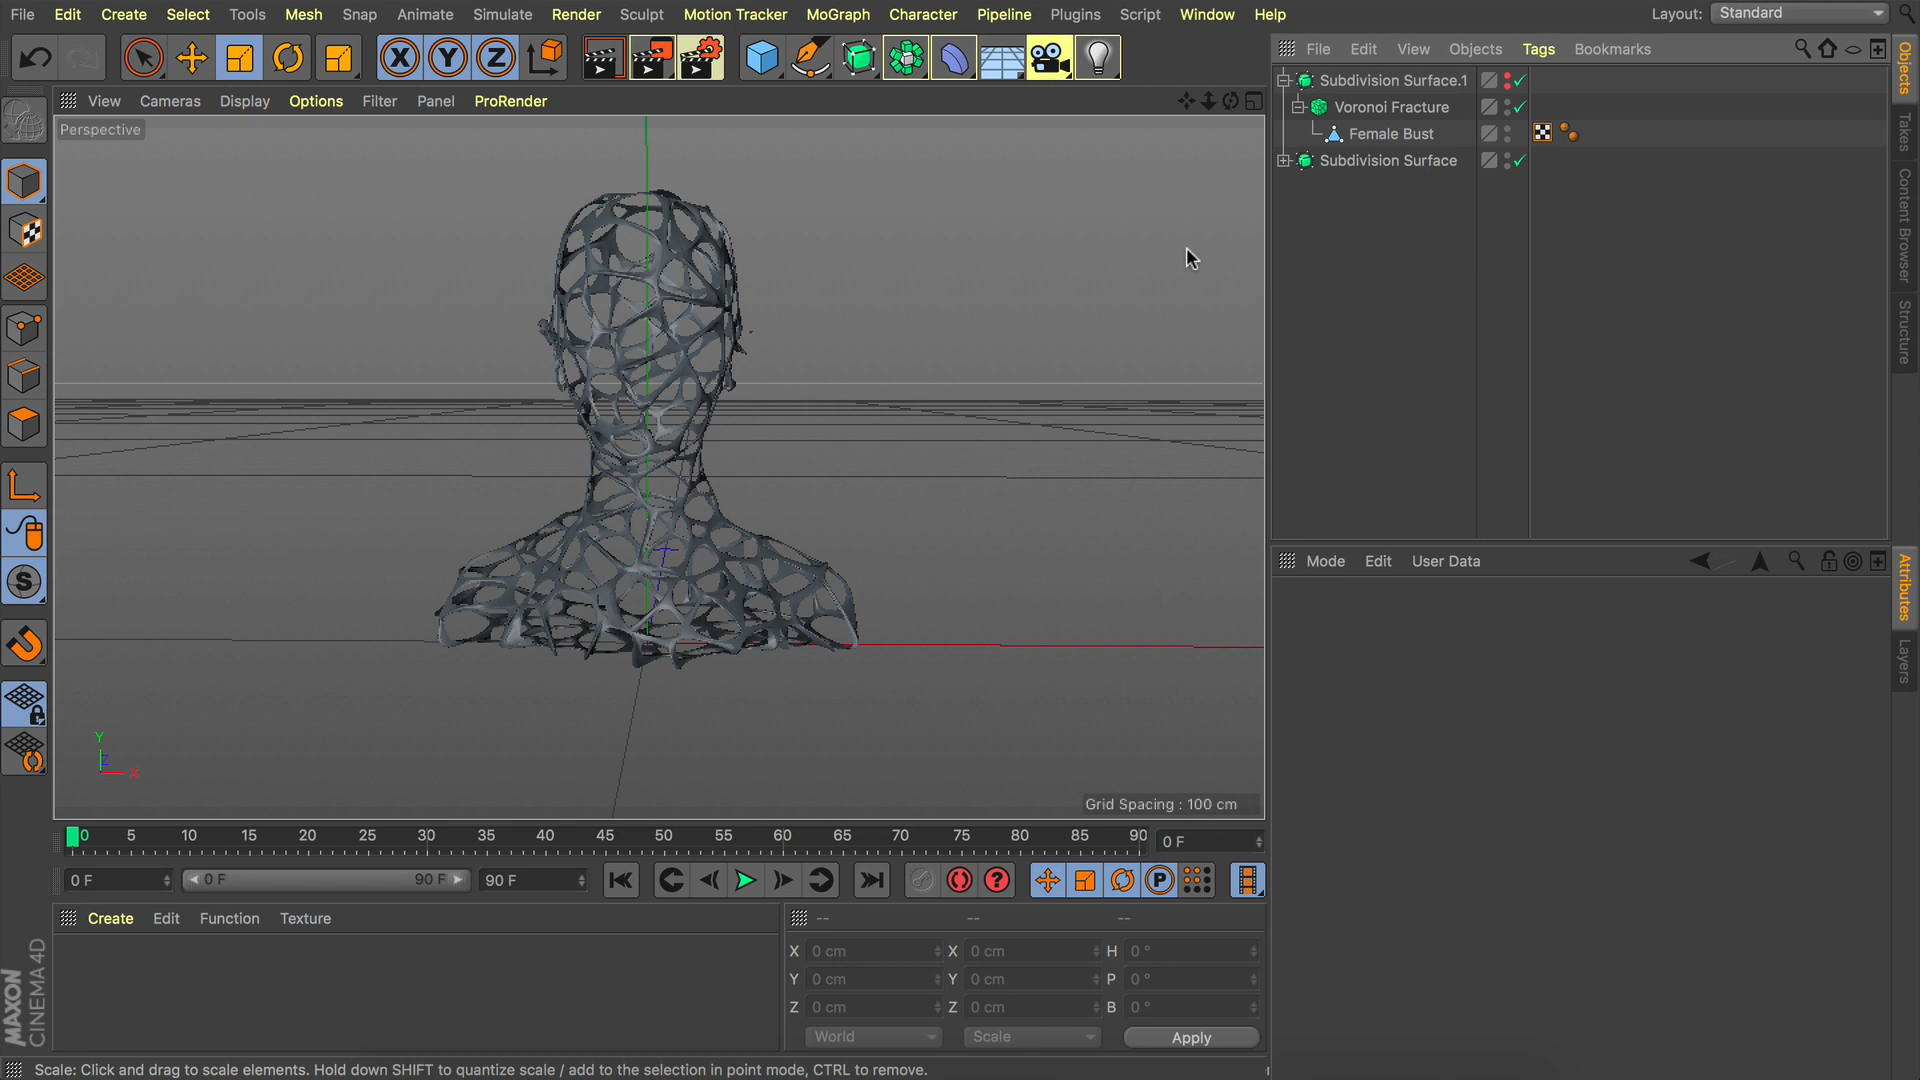 File Edit Create Select Tools Mesh Snap Animate Simulate Render Sculpt Motion Tracker MoGraph Character Pipeline Plugins Script Window Help
Layout: Standard
File Edit View Objects Tags Bookmarks
View Cameras Display Options Filter Panel ProRender
Perspective
Subdivision Surface.1
Voronoi Fracture
Female Bust
Subdivision Surface
Objects
Takes
Content Browser
Structure
Mode Edit User Data
Attributes
Layers
Y
Z
X
Grid Spacing : 100 cm
0 5 10 15 20 25 30 35 40 45 50 55 60 65 70 75 80 85 90
0 F
0 F
0 F 90 F
90 F
Create Edit Function Texture
-- -- --
X 0 cm X 0 cm H 0 °
Y 0 cm Y 0 cm P 0 °
Z 0 cm Z 0 cm B 0 °
World Scale Apply
MAXON
CINEMA 4D
Scale: Click and drag to scale elements. Hold down SHIFT to quantize scale / add to the selection in point mode, CTRL to remove.